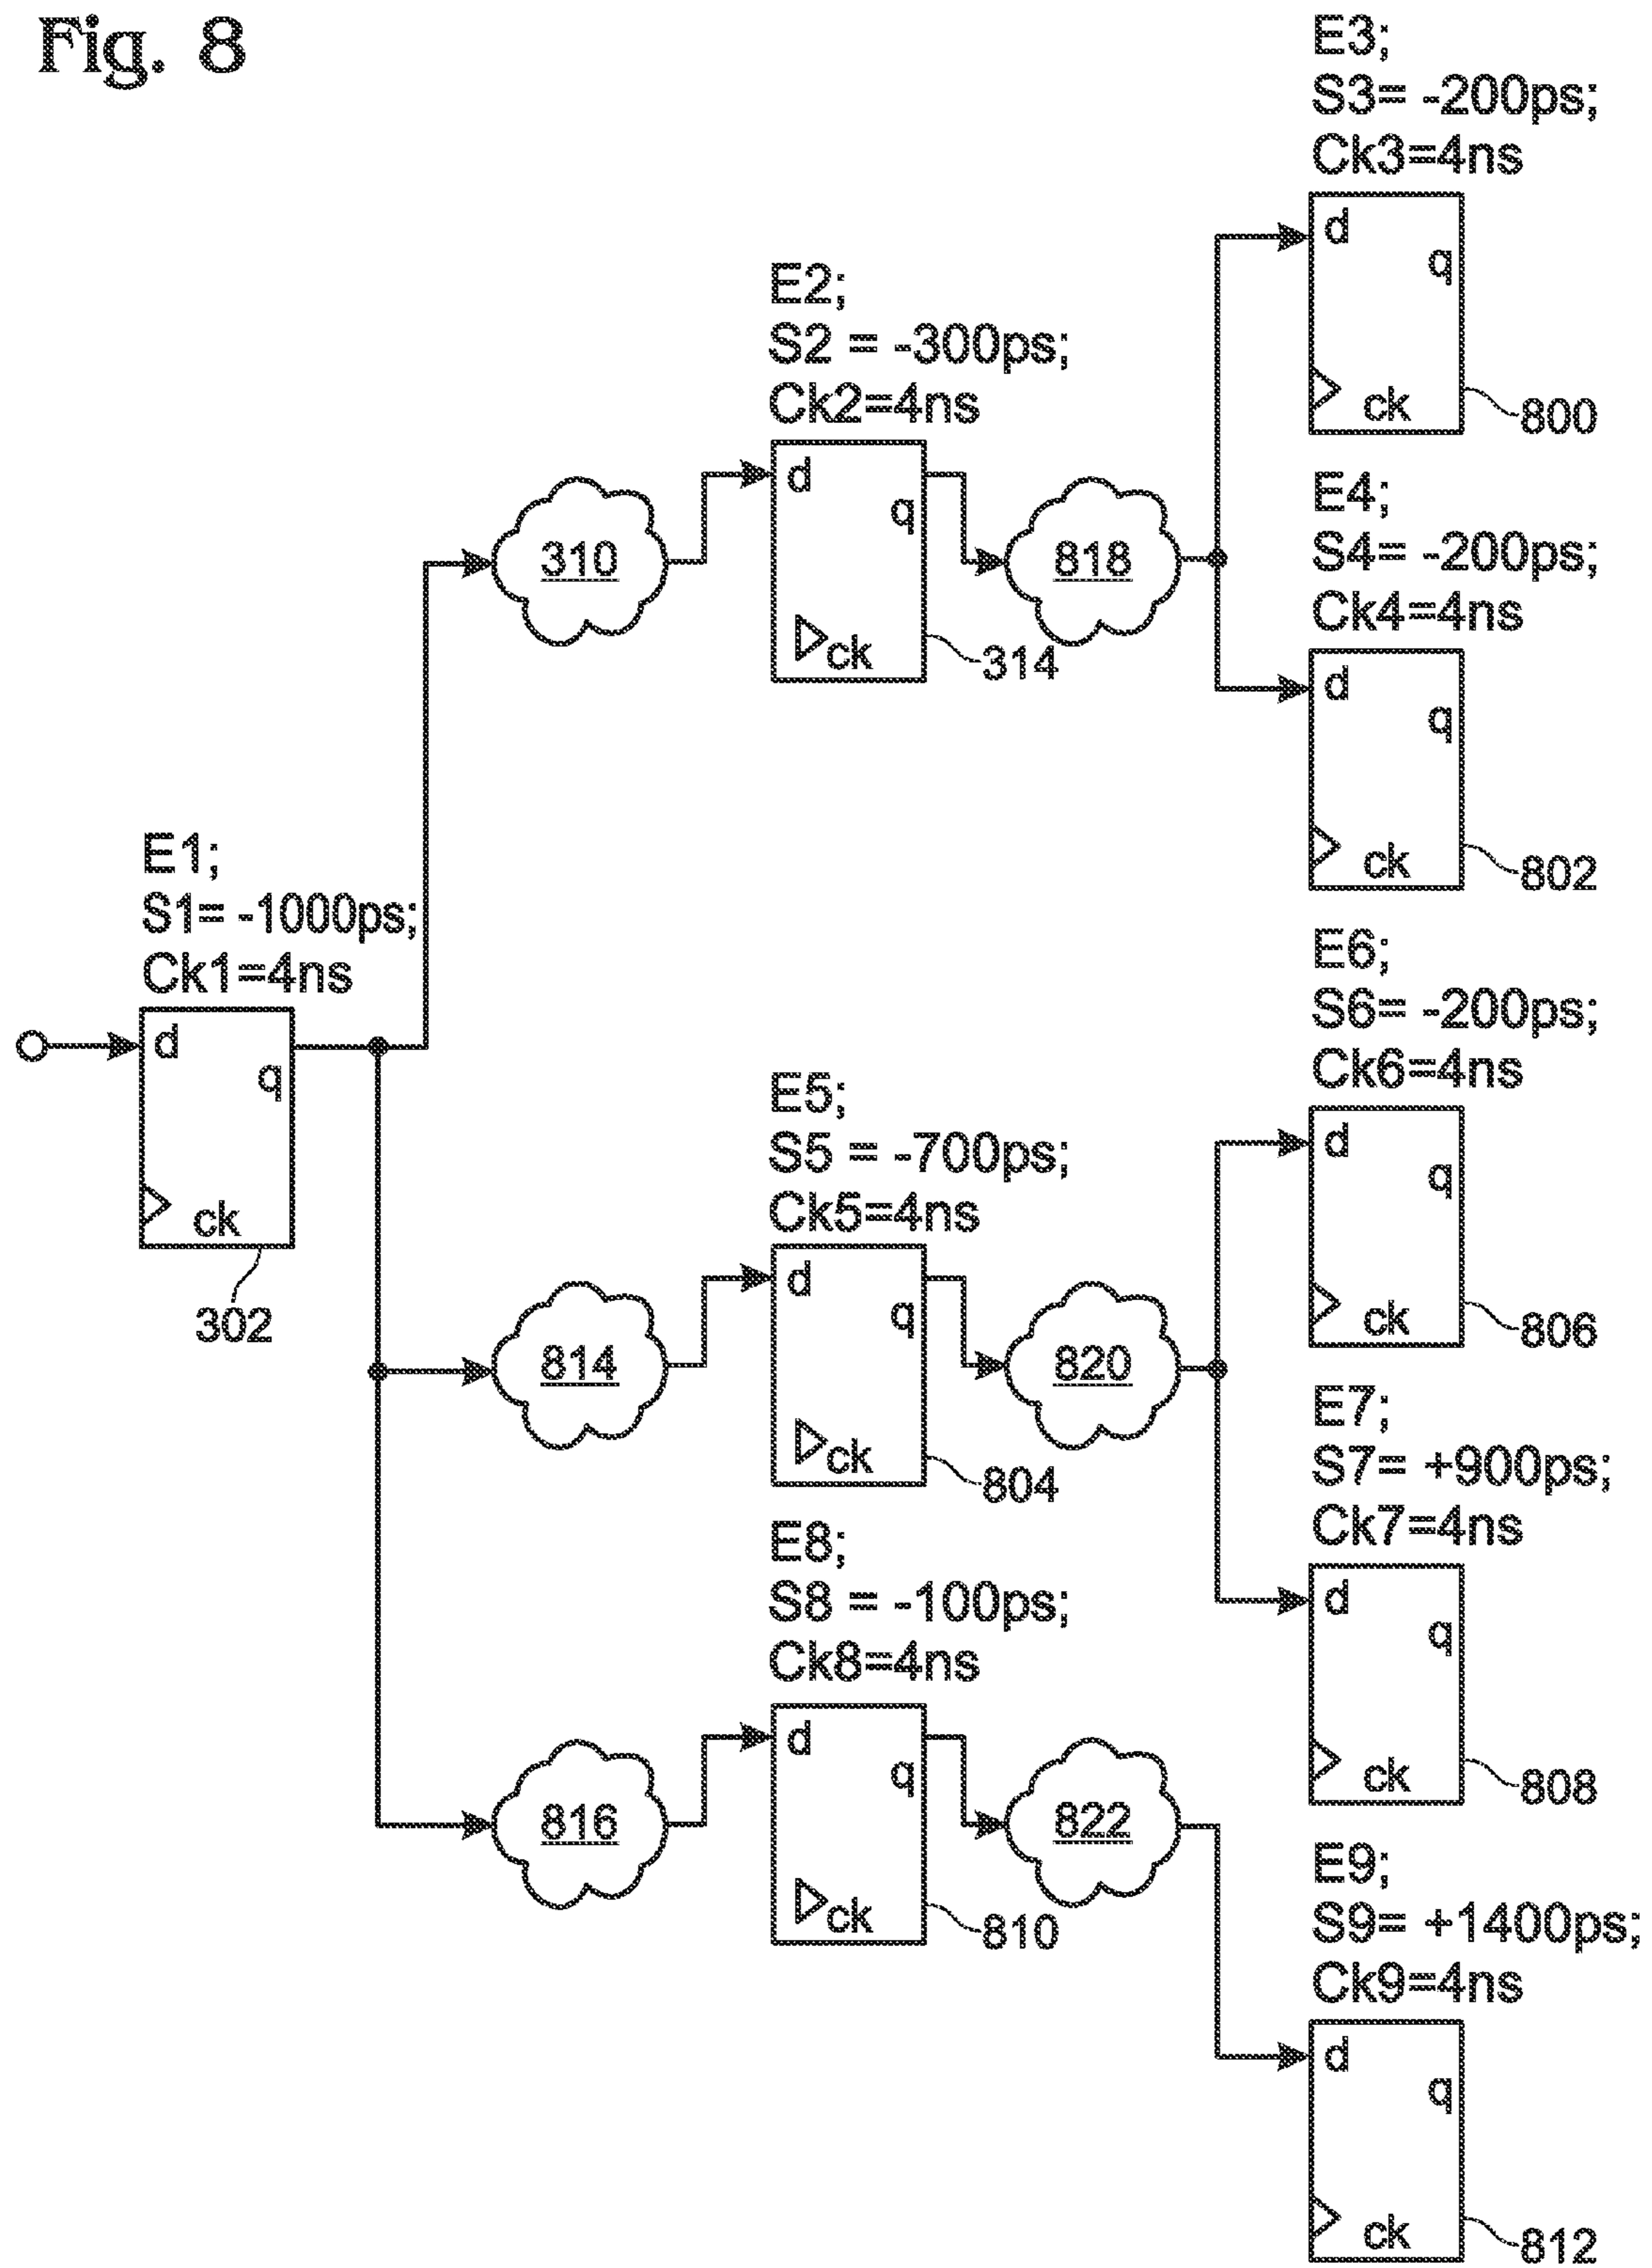 Fig. 8
E3;
S3= -200ps;
Ck3=4ns
d
q
ck
800
E2;
S2 = -300ps;
Ck2=4ns
d
q
ck
314
310
818
E4;
S4= -200ps;
Ck4=4ns
d
q
ck
802
E1;
S1= -1000ps;
Ck1=4ns
d
q
ck
302
E6;
S6= -200ps;
Ck6=4ns
d
q
ck
806
E5;
S5 = -700ps;
Ck5=4ns
d
q
ck
804
814
820
E7;
S7= +900ps;
Ck7=4ns
d
q
ck
808
E8;
S8 = -100ps;
Ck8=4ns
d
q
ck
810
816
822
E9;
S9= +1400ps;
Ck9=4ns
d
q
ck
812